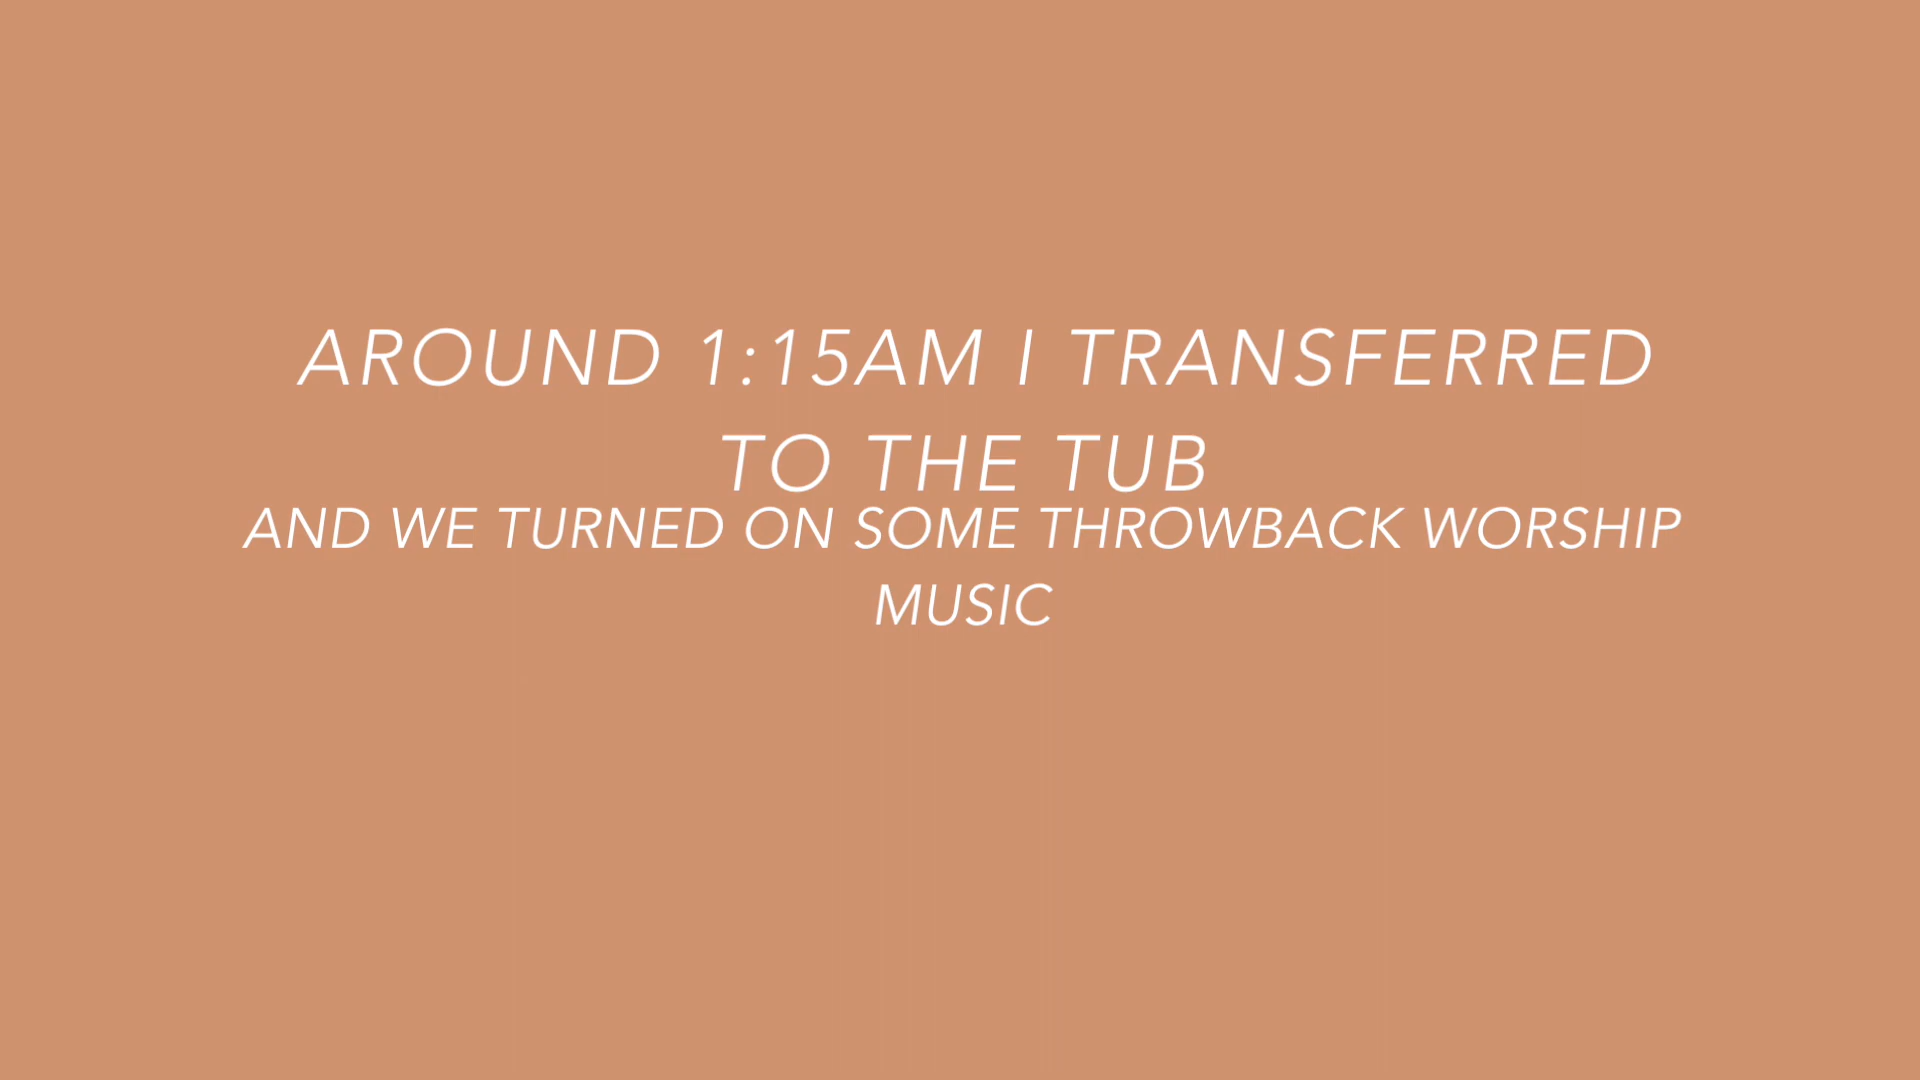 AROUND 1:15AM I TRANSFERRED
TO THE TUB
AND WE TURNED ON SOME THROWBACK WORSHIP
MUSIC